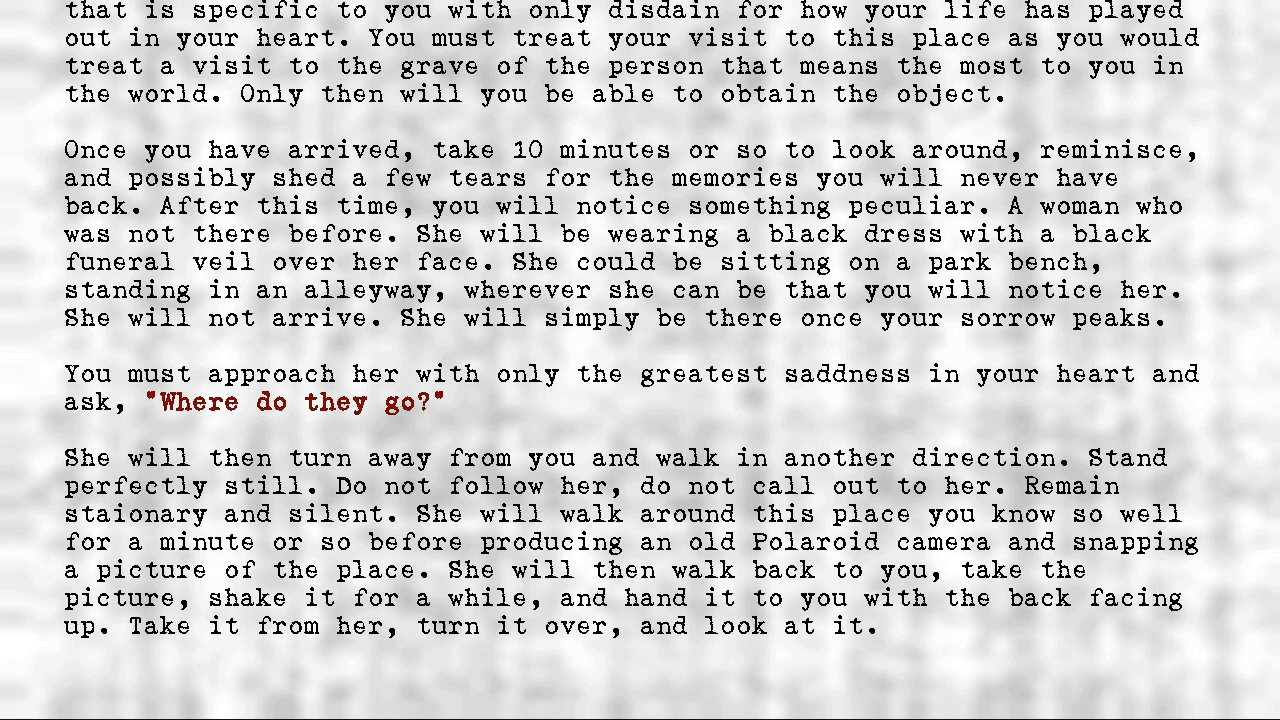 that is specific to you with only disdain for how your life has played
out in your heart. You must treat your visit to this place as you would
treat a visit to the grave of the person that means the most to you in
the world. Only then will you be able to obtain the object.
Once you have arrived, take 10 minutes or so to look around, reminisce,
and possibly shed a few tears for the memories you will never have
back. After this time, you will notice something peculiar. A woman who
was not there before. She will be wearing a black dress with a black
funeral veil over her face. She could be sitting on a park bench,
standing in an alleyway, wherever she can be that you will notice her.
She will not arrive. She will simply be there once your sorrow peaks.
You must approach her with only the greatest saddness in your heart and
ask, "Where do they go?"
She will then turn away from you and walk in another direction. Stand
perfectly still. Do not follow her, do not call out to her. Remain
staionary and silent. She will walk around this place you know so well
for a minute or so before producing an old Polaroid camera and snapping
a picture of the place. She will then walk back to you, take the
picture, shake it for a while, and hand it to you with the back facing
up. Take it from her, turn it over, and look at it.